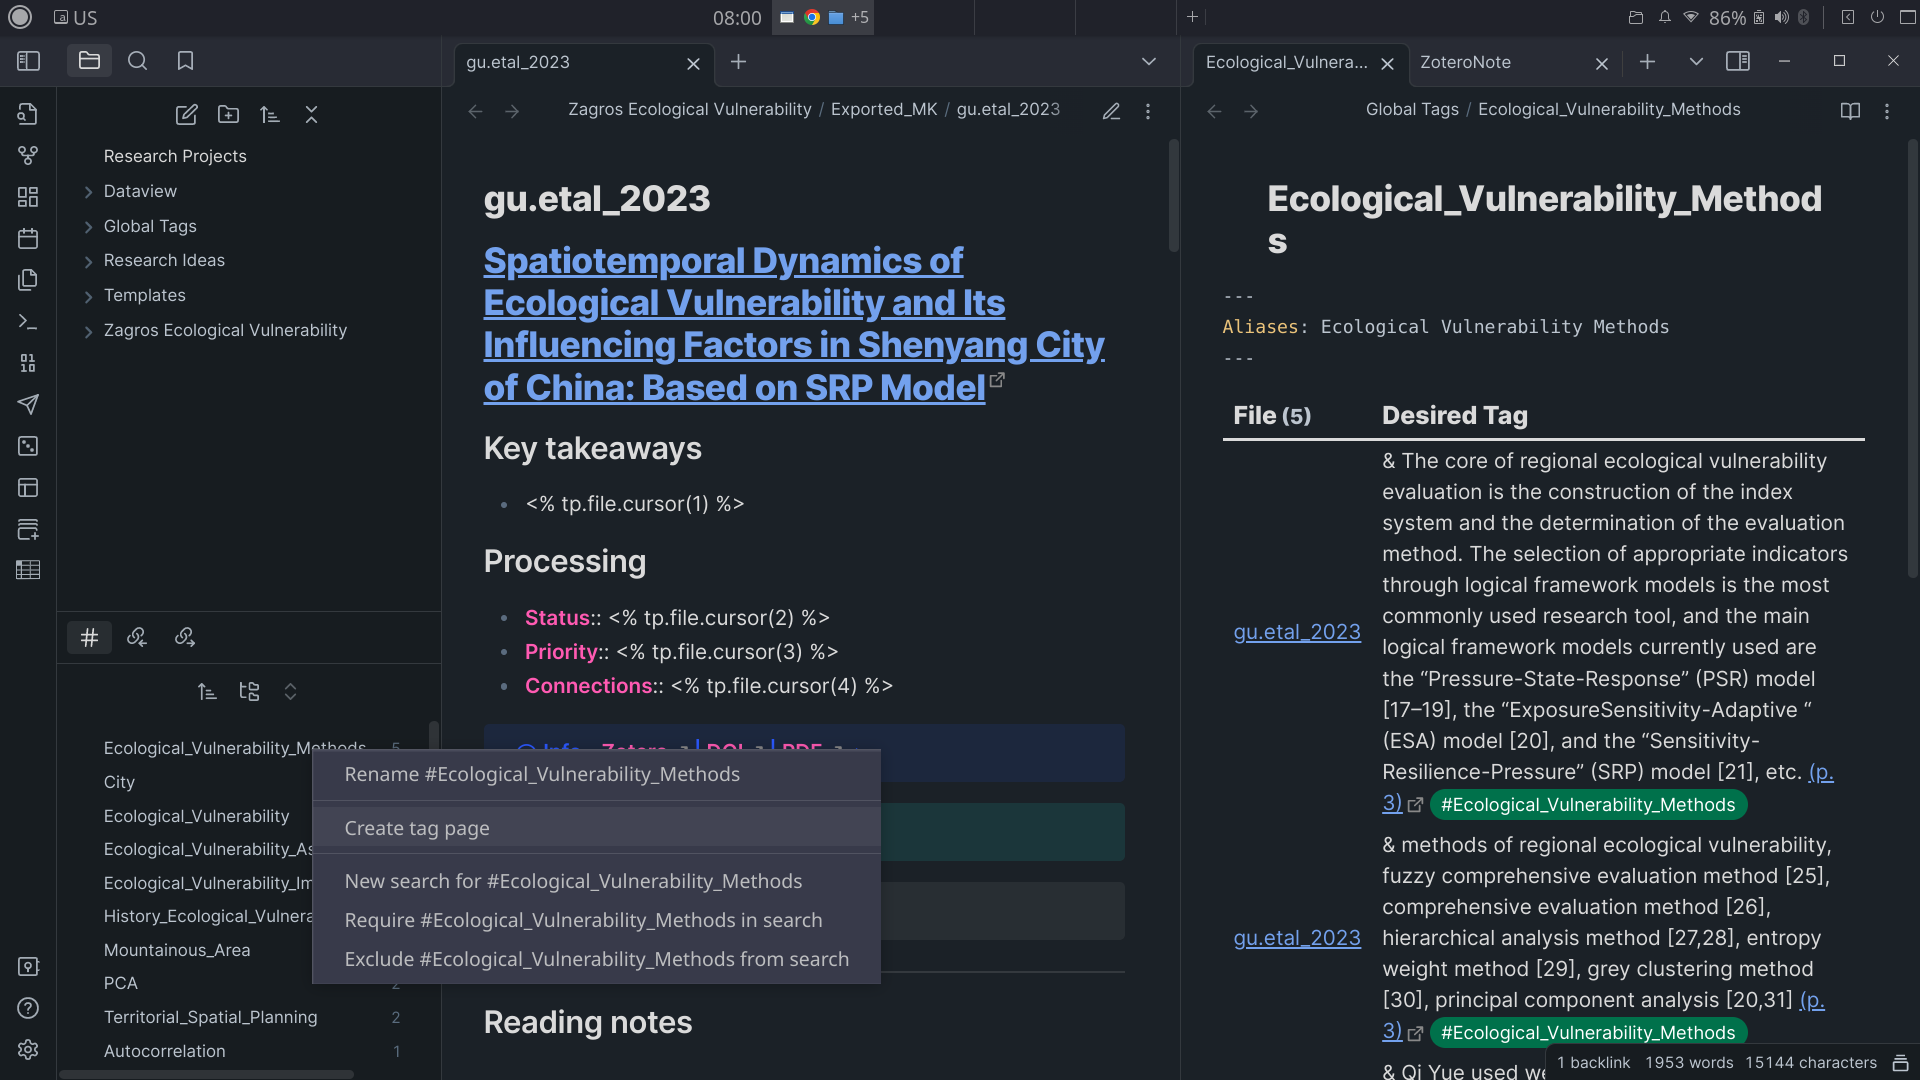 US
08:00
+5
86%
gu.etal_2023
Ecological_Vulnera...
ZoteroNote
Research Projects
Dataview
Global Tags
Research Ideas
Templates
Zagros Ecological Vulnerability
Ecological_Vulnerability_Methods 5
City
Ecological_Vulnerability
Ecological_Vulnerability_As
Ecological_Vulnerability_Im
History_Ecological_Vulnera
Mountainous_Area
PCA 2
Territorial_Spatial_Planning 2
Autocorrelation 1
Rename #Ecological_Vulnerability_Methods
Create tag page
New search for #Ecological_Vulnerability_Methods
Require #Ecological_Vulnerability_Methods in search
Exclude #Ecological_Vulnerability_Methods from search
Zagros Ecological Vulnerability / Exported_MK / gu.etal_2023
gu.etal_2023
Spatiotemporal Dynamics of
Ecological Vulnerability and Its
Influencing Factors in Shenyang City
of China: Based on SRP Model
Key takeaways
<% tp.file.cursor(1) %>
Processing
Status:: <% tp.file.cursor(2) %>
Priority:: <% tp.file.cursor(3) %>
Connections:: <% tp.file.cursor(4) %>
Info Zotero | DOI | PDF
Reading notes
Global Tags / Ecological_Vulnerability_Methods
Ecological_Vulnerability_Method
s
---
Aliases: Ecological Vulnerability Methods
---
File (5) Desired Tag
& The core of regional ecological vulnerability
evaluation is the construction of the index
system and the determination of the evaluation
method. The selection of appropriate indicators
through logical framework models is the most
commonly used research tool, and the main
gu.etal_2023
logical framework models currently used are
the “Pressure-State-Response” (PSR) model
[17–19], the “ExposureSensitivity-Adaptive “
(ESA) model [20], and the “Sensitivity-
Resilience-Pressure” (SRP) model [21], etc. (p.
3) #Ecological_Vulnerability_Methods
& methods of regional ecological vulnerability,
fuzzy comprehensive evaluation method [25],
comprehensive evaluation method [26],
gu.etal_2023
hierarchical analysis method [27,28], entropy
weight method [29], grey clustering method
[30], principal component analysis [20,31] (p.
3) #Ecological_Vulnerability_Methods
& Qi Yue used we
1 backlink 1953 words 15144 characters